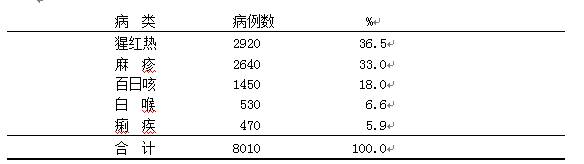 病 类 病例数 %
猩红热 2920 36.5
麻 疹 2640 33.0
百日咳 1450 18.0
白 喉 530 6.6
痢 疾 470 5.9
合 计 8010 100.0